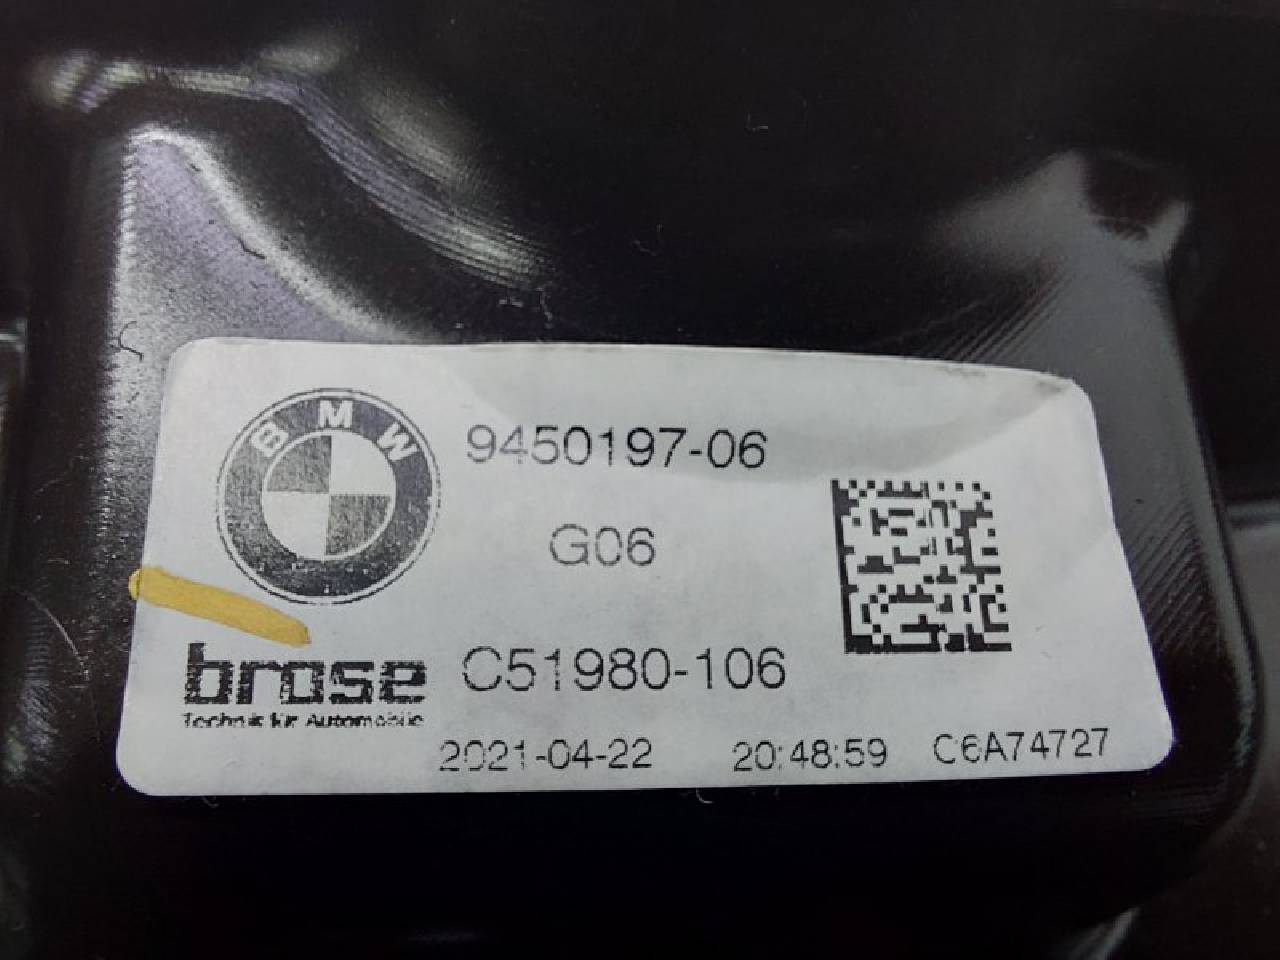 BMW
9450197-06
G06
brose
Technik für Automobile
C51980-106
2021-04-22 20:48:59 C6A74727